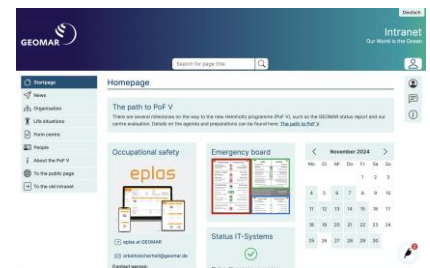 Deutsch
GEOMAR
Intranet
Our World is the Ocean
Search for page title
Startpage
News
Organisation
Life situations
Form centre
People
About the PoF V
To the public page
To the old intranet
Homepage
The path to PoF V
There are several milestones on the way to the new Helmholtz programme (PoF V), such as the GEOMAR status report and our
centre evaluation. Details on the agenda and preparations can be found here: The path to PoF V
Occupational safety
eplas
eplas at GEOMAR
arbeitssicherheit@geomar.de
Contact person:
Emergency board
Status IT-Systems
November 2024
Mo Di Mi Do Fr Sa So
1 2 3
4 5 6 7 8 9 10
11 12 13 14 15 16 17
18 19 20 21 22 23 24
25 26 27 28 29 30